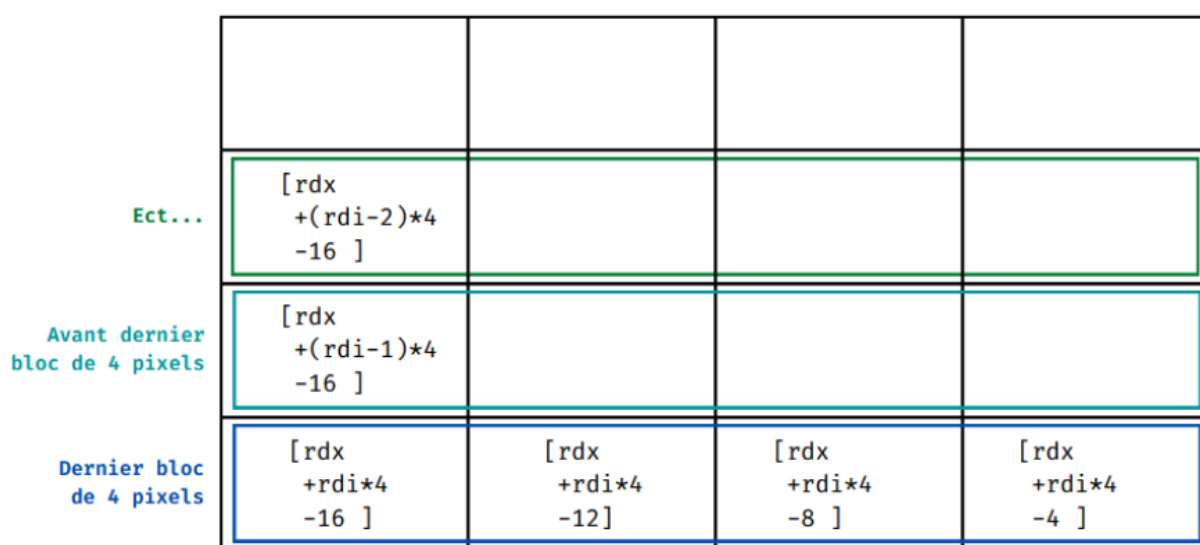 Ect...
[rdx
+(rdi-2)*4
-16 ]
Avant dernier
bloc de 4 pixels
[rdx
+(rdi-1)*4
-16 ]
Dernier bloc
de 4 pixels
[rdx
+rdi*4
-16 ]
[rdx
+rdi*4
-12]
[rdx
+rdi*4
-8 ]
[rdx
+rdi*4
-4 ]